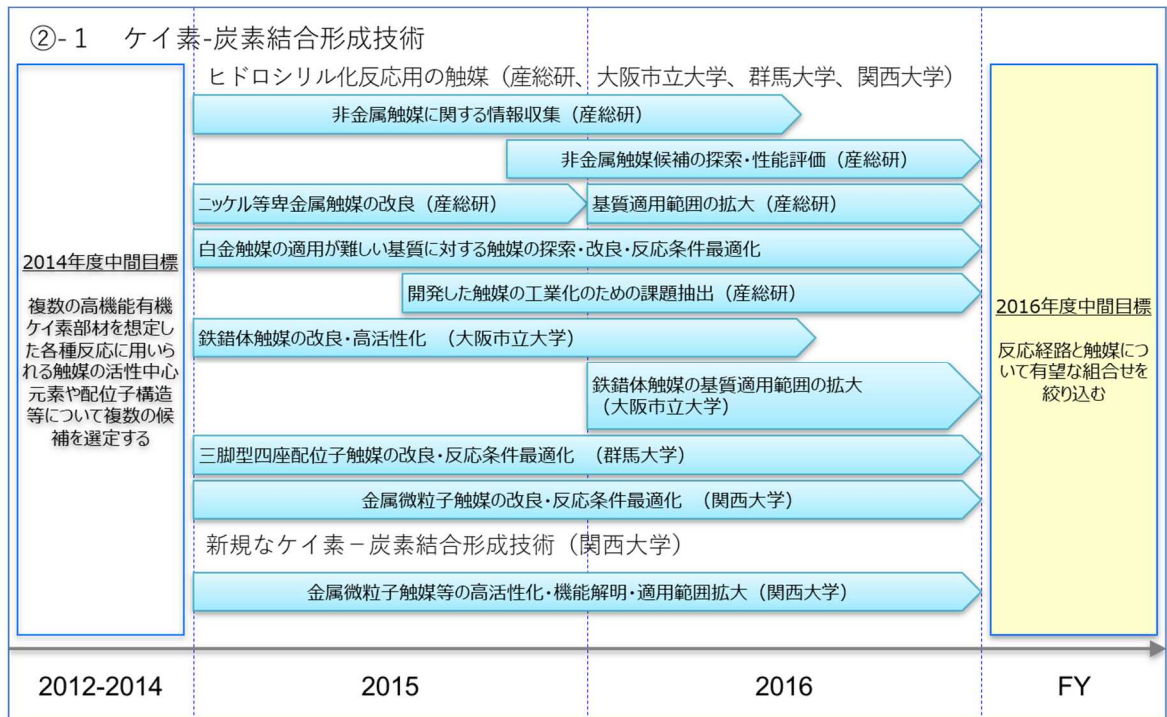 ②-1　ケイ素-炭素結合形成技術
ヒドロシリル化反応用の触媒（産総研、大阪市立大学、群馬大学、関西大学）
非金属触媒に関する情報収集（産総研）
非金属触媒候補の探索・性能評価（産総研）
ニッケル等卑金属触媒の改良（産総研）
基質適用範囲の拡大（産総研）
白金触媒の適用が難しい基質に対する触媒の探索・改良・反応条件最適化
開発した触媒の工業化のための課題抽出（産総研）
鉄錯体触媒の改良・高活性化　（大阪市立大学）
鉄錯体触媒の基質適用範囲の拡大
（大阪市立大学）
三脚型四座配位子触媒の改良・反応条件最適化　（群馬大学）
金属微粒子触媒の改良・反応条件最適化　（関西大学）
新規なケイ素－炭素結合形成技術（関西大学）
金属微粒子触媒等の高活性化・機能解明・適用範囲拡大（関西大学）
2014年度中間目標
複数の高機能有機
ケイ素部材を想定し
た各種反応に用いら
れる触媒の活性中心
元素や配位子構造
等について複数の候
補を選定する
2016年度中間目標
反応経路と触媒につ
いて有望な組合せを
絞り込む
2012-2014
2015
2016
FY